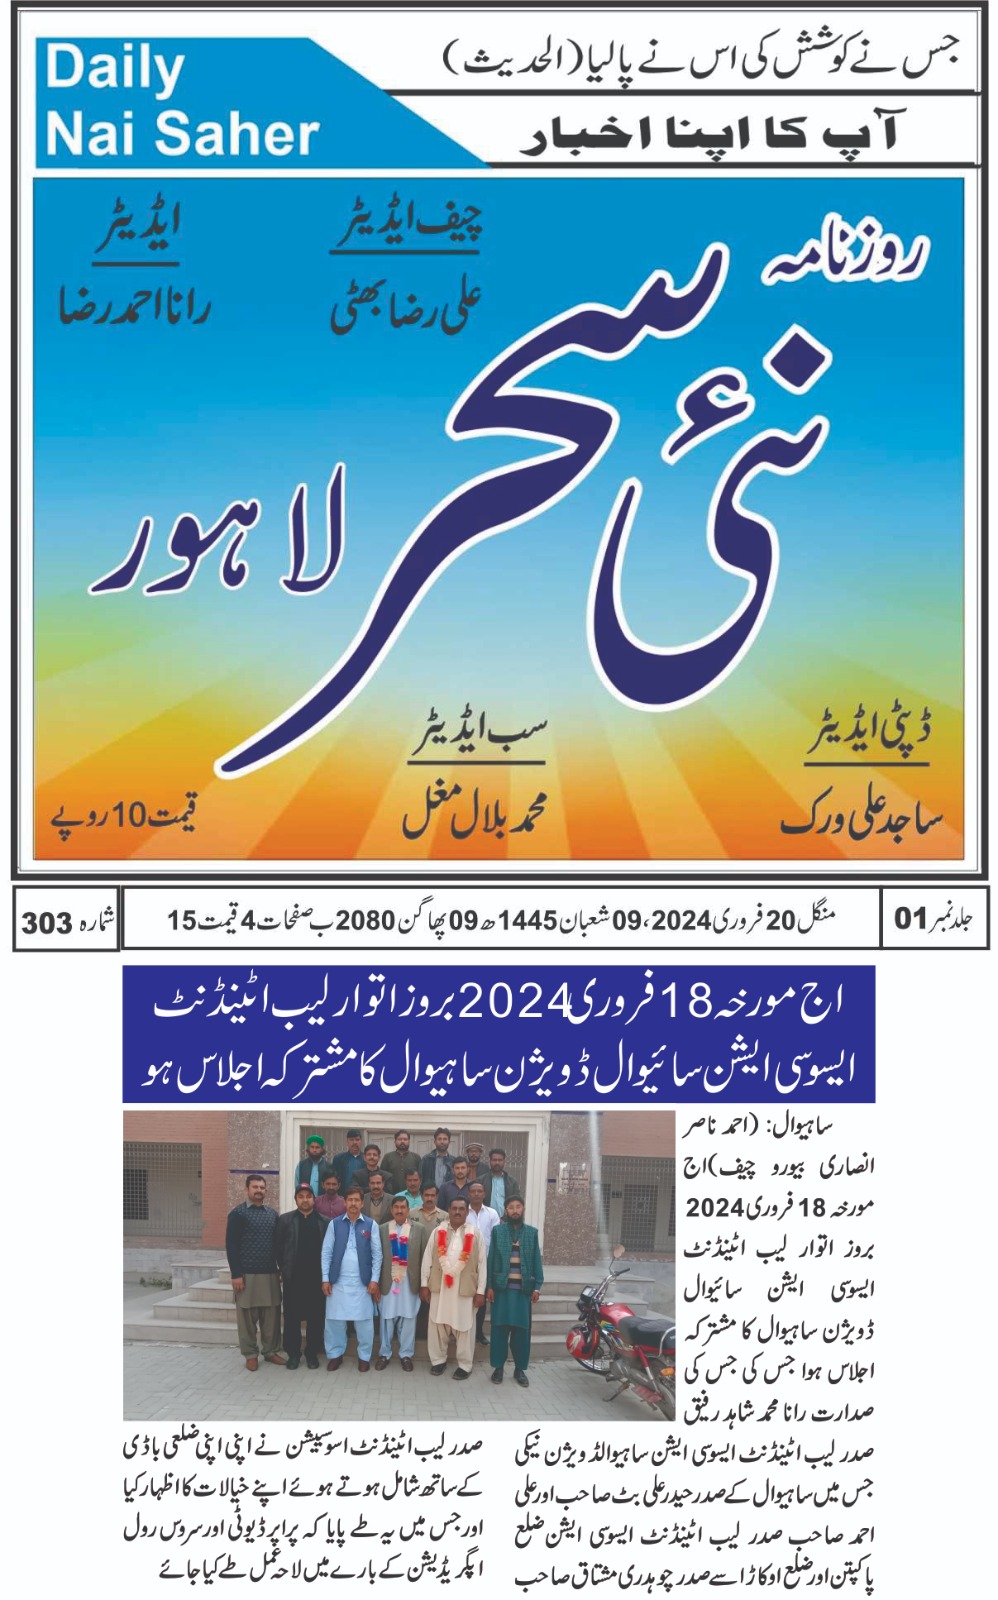 Daily
Nai Saher
جس نے کوشش کی اس نے پالیا (الحدیث)
آپ کا اپنا اخبار
روزنامہ
نئی سحر
لاہور
چیف ایڈیٹر
علی رضا بھٹی
ایڈیٹر
رانا احمد رضا
ڈپٹی ایڈیٹر
ساجد علی ورک
سب ایڈیٹر
محمد بلال مغل
قیمت 10 روپے
جلد نمبر 01
منگل 20 فروری 2024، 09 شعبان 1445ھ 09 پھاگن 2080 ب صفحات 4 قیمت 15
شمارہ 303
اج مورخہ 18 فروری 2024 بروز اتوار لیب اٹینڈنٹ
ایسوسی ایشن سائیوال ڈویژن ساہیوال کا مشترکہ اجلاس ہو
ساہیوال: (احمد ناصر
انصاری بیورو چیف) اج
مورخہ 18 فروری 2024
بروز اتوار لیب اٹینڈنٹ
ایسوسی ایشن سائیوال
ڈویژن ساہیوال کا مشترکہ
اجلاس ہوا جس کی جس کی
صدارت رانا محمد شاہد رفیق
صدر لیب اٹینڈنٹ ایسوسی ایشن ساہیوالڈ ویژن نیکی
جس میں ساہیوال کے صدر حیدر علی بٹ صاحب اور علی
احمد صاحب صدر لیب اٹینڈنٹ ایسوسی ایشن ضلع
پاکپتن اور ضلع اوکاڑا سے صدر چوہدری مشتاق صاحب
صدر لیب اٹینڈنٹ اسوسییشن نے اپنی اپنی ضلعی باڈی
کے ساتھ شامل ہوتے ہوئے اپنے خیالات کا اظہار کیا
اور جس میں یہ طے پایا کہ پراپر ڈیوٹی اور سروس رول
اپگریڈیشن کے بارے میں لاحہ عمل طے کیا جائے